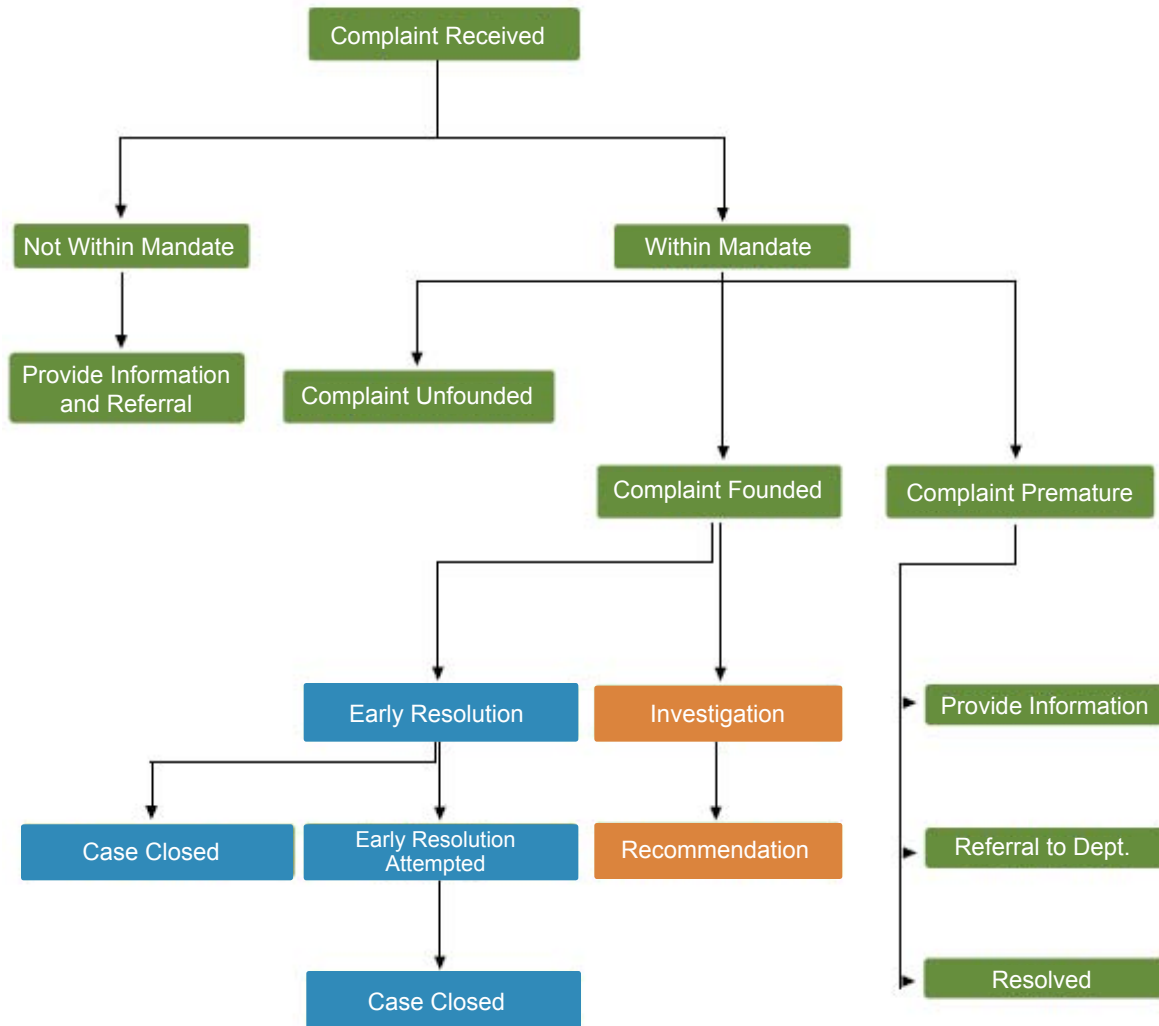 Complaint Received
Not Within Mandate
Within Mandate
Provide Information
and Referral
Complaint Unfounded
Complaint Founded
Complaint Premature
Early Resolution
Investigation
Provide Information
Case Closed
Early Resolution
Attempted
Recommendation
Referral to Dept.
Case Closed
Resolved